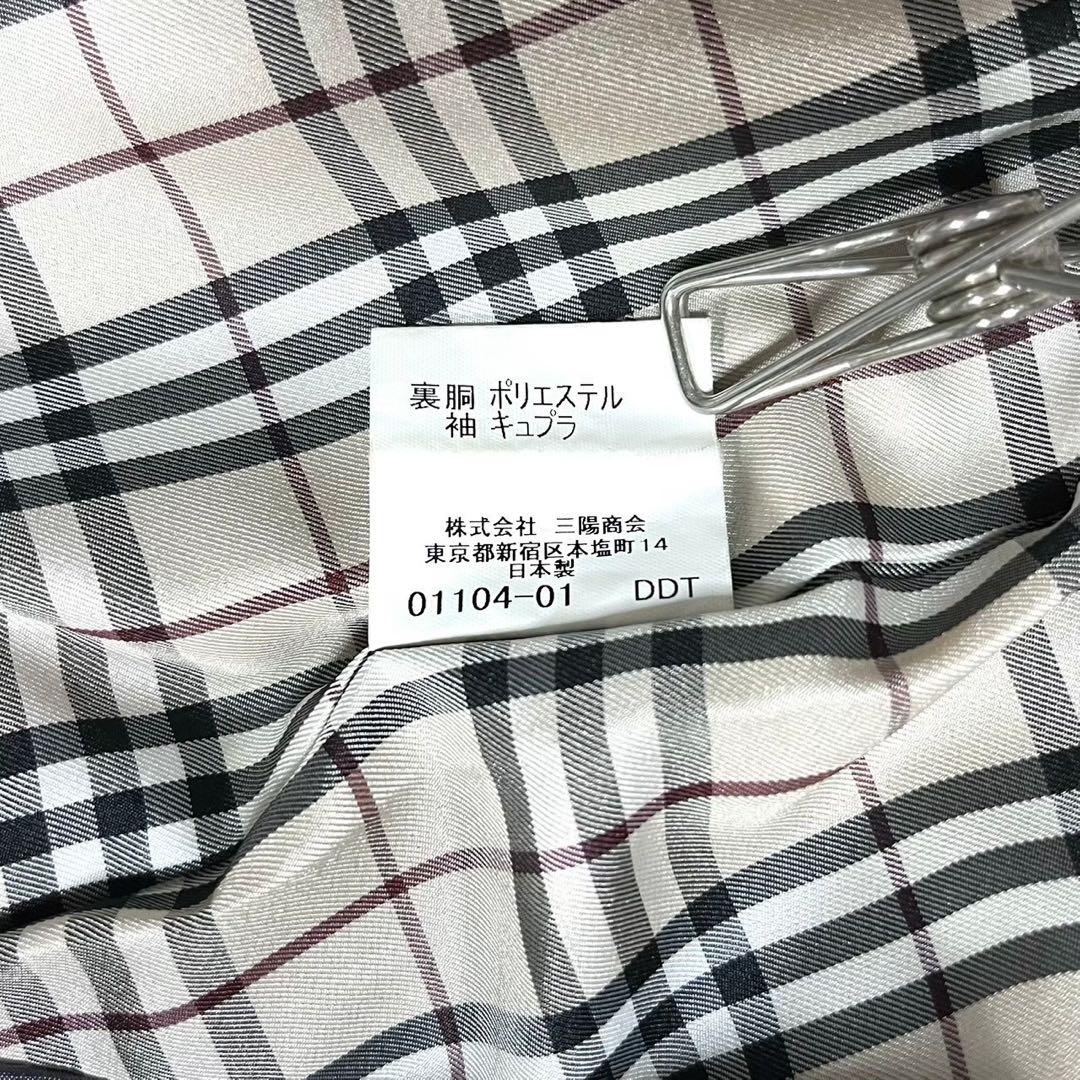 裏胴 ポリエステル
袖 キュプラ
株式会社 三陽商会
東京都新宿区本塩町14
日本製
01104-01 DDT